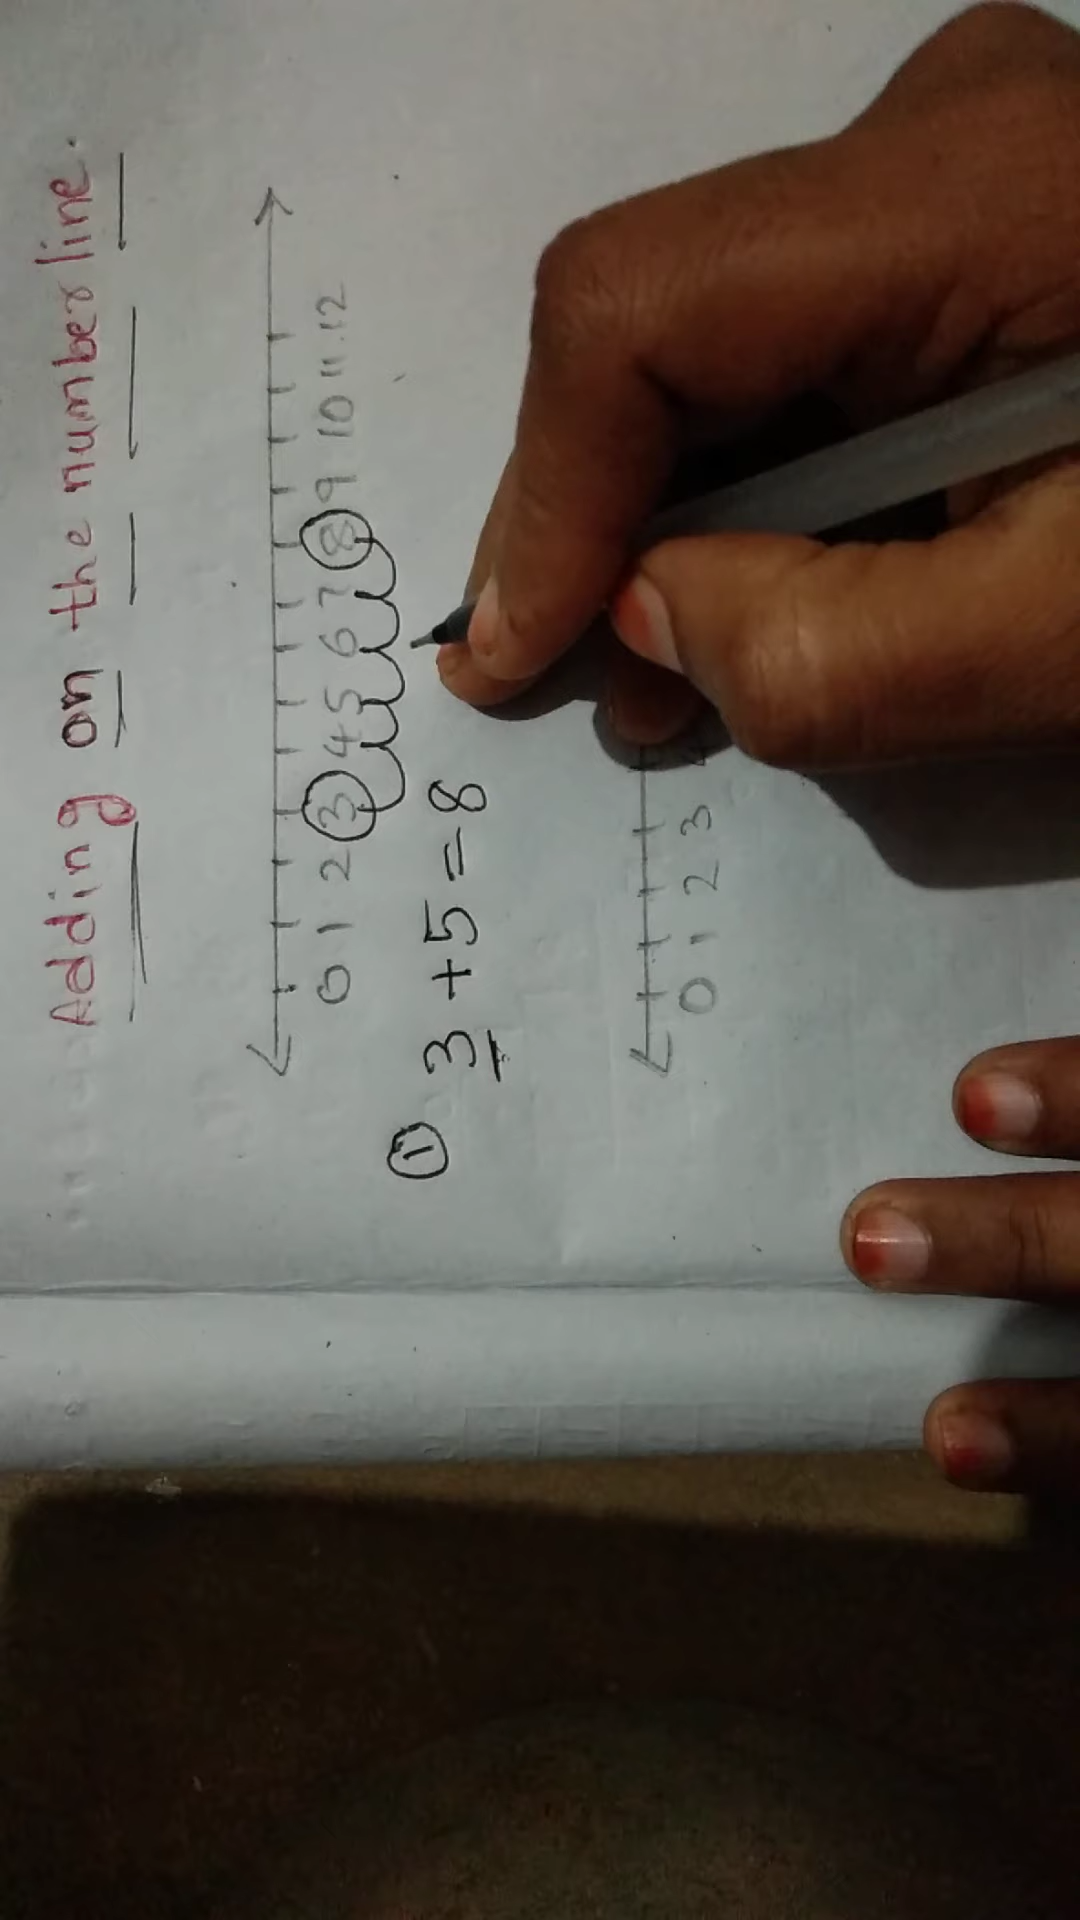 Adding on the number line.
0 1 2 3 4 5 6 7 8 9 10 11 12
① 3 + 5 = 8
0 1 2 3